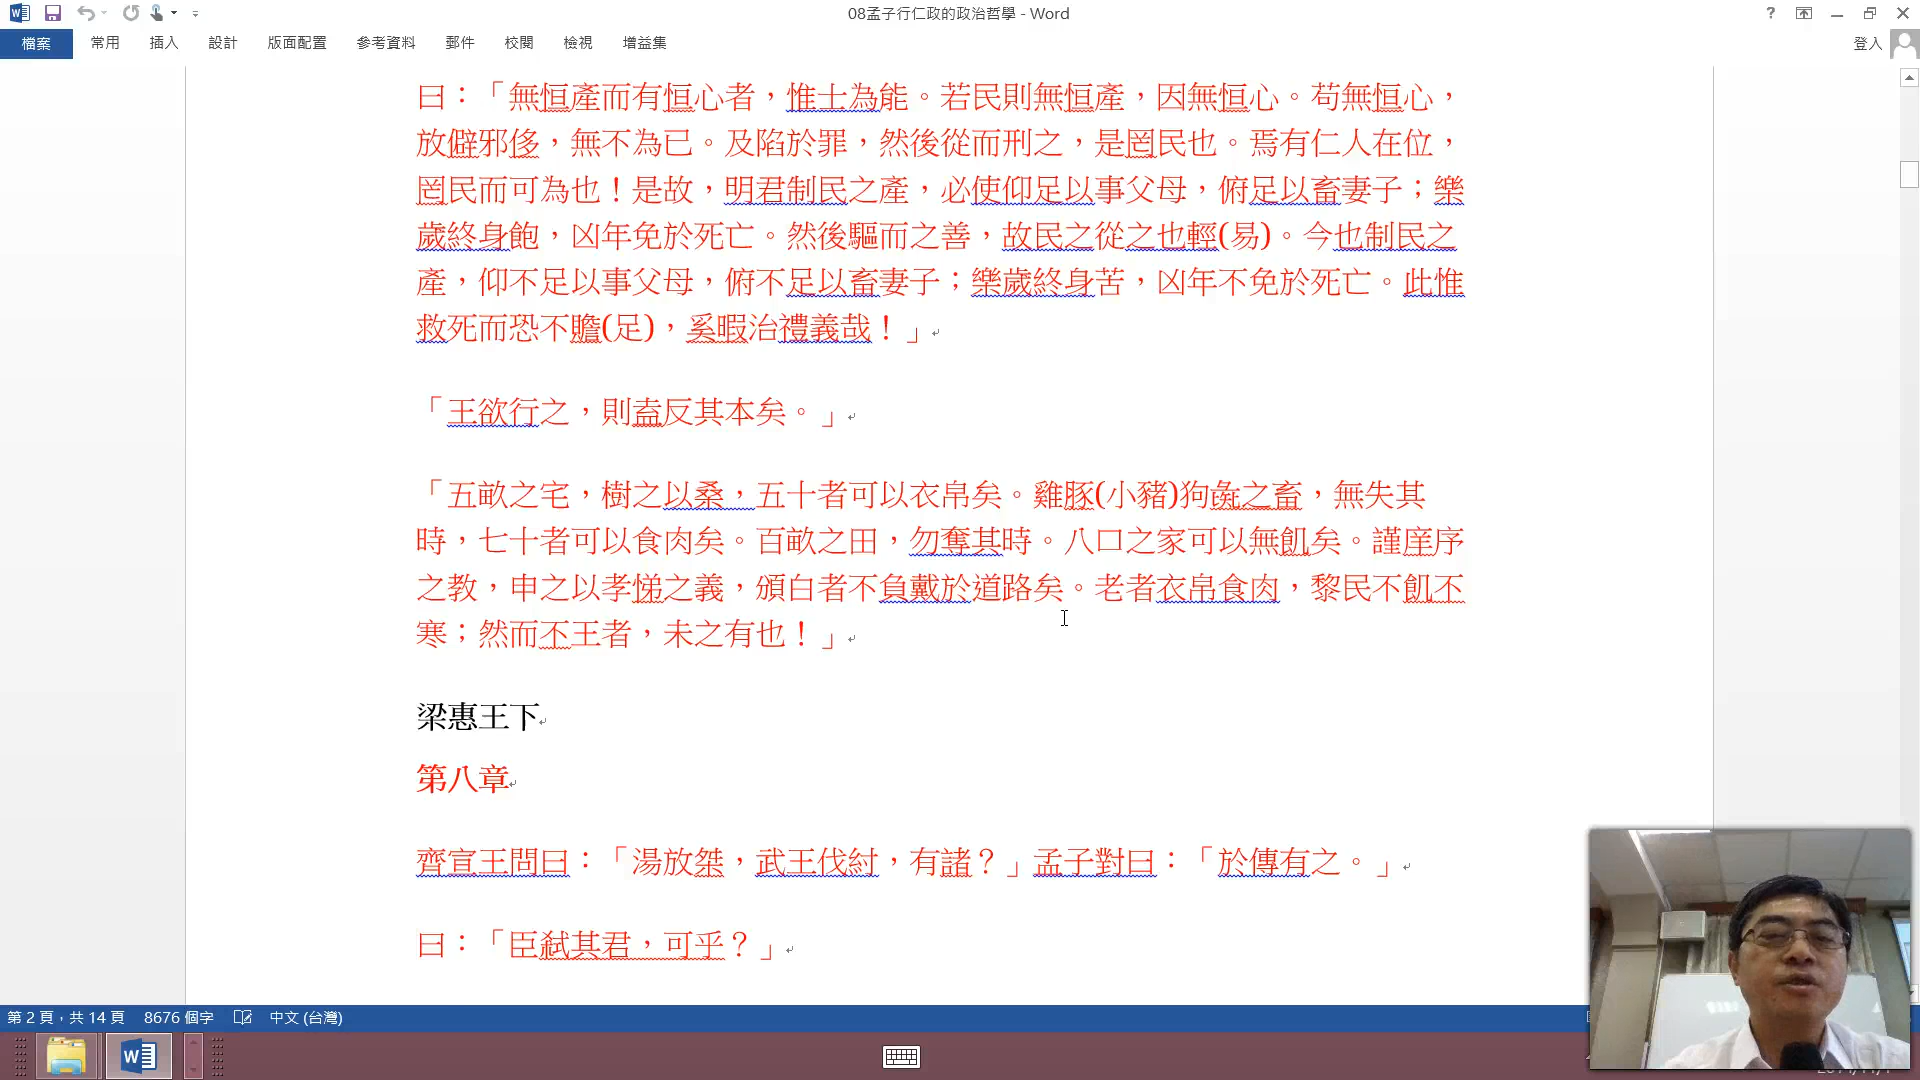 08孟子行仁政的政治哲學 - Word
檔案 常用 插入 設計 版面配置 參考資料 郵件 校閱 檢視 增益集 登入
曰：「無恒產而有恒心者，惟士為能。若民則無恒產，因無恒心。苟無恒心，
放僻邪侈，無不為已。及陷於罪，然後從而刑之，是罔民也。焉有仁人在位，
罔民而可為也！是故，明君制民之產，必使仰足以事父母，俯足以畜妻子；樂
歲終身飽，凶年免於死亡。然後驅而之善，故民之從之也輕(易)。今也制民之
產，仰不足以事父母，俯不足以畜妻子；樂歲終身苦，凶年不免於死亡。此惟
救死而恐不贍(足)，奚暇治禮義哉！」
「王欲行之，則盍反其本矣。」
「五畝之宅，樹之以桑，五十者可以衣帛矣。雞豚(小豬)狗彘之畜，無失其
時，七十者可以食肉矣。百畝之田，勿奪其時。八口之家可以無飢矣。謹庠序
之教，申之以孝悌之義，頒白者不負戴於道路矣。老者衣帛食肉，黎民不飢不
寒；然而不王者，未之有也！」
梁惠王下
第八章
齊宣王問曰：「湯放桀，武王伐紂，有諸？」孟子對曰：「於傳有之。」
曰：「臣弒其君，可乎？」
第 2 頁，共 14 頁 8676 個字 中文 (台灣)